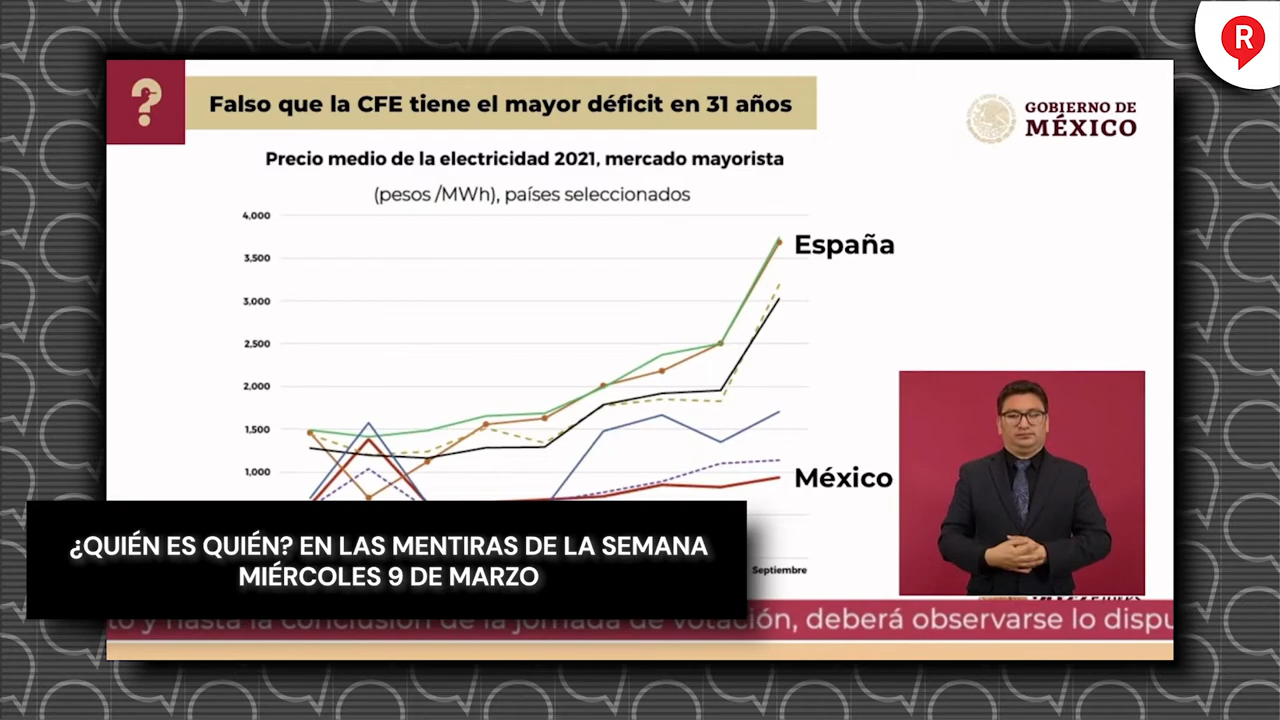 R
?
Falso que la CFE tiene el mayor déficit en 31 años
GOBIERNO DE
MÉXICO
Precio medio de la electricidad 2021, mercado mayorista
(pesos /MWh), países seleccionados
4,000
3,500
3,000
2,500
2,000
1,500
1,000
España
México
Septiembre
¿QUIÉN ES QUIÉN? EN LAS MENTIRAS DE LA SEMANA
MIÉRCOLES 9 DE MARZO
to y hasta la conclusión de la jornada de votación, deberá observarse lo dispu